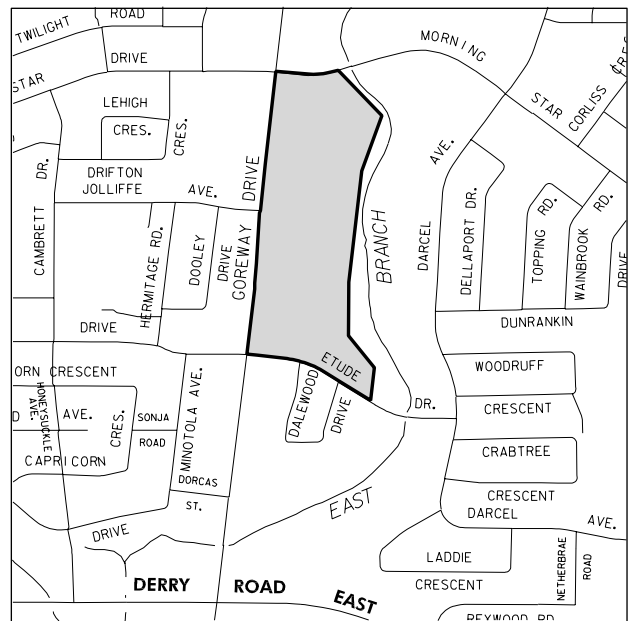 TWILIGHT
ROAD
MORNING
DRIVE
STAR
LEHIGH
CRES.
CRES.
STAR
CORLISS
CRES
DR.
DRIFTON
JOLLIFFE
AVE.
DRIVE
AVE.
CAMBRETT
HERMITAGE RD.
DOOLEY
DRIVE
GOREWAY
BRANCH
DARCEL
DELLAPORT DR.
TOPPING
RD.
WAINBROOK
RD.
DRIVE
DRIVE
DUNRANKIN
ORN CRESCENT
ETUDE
WOODRUFF
HONEYSUCKLE
AVE.
D
AVE.
CRES.
SONJA
ROAD
MINOTOLA AVE.
DALEWOOD
DRIVE
DR.
CRESCENT
CAPRICORN
CRABTREE
DORCAS
ST.
EAST
CRESCENT
DARCEL
AVE.
DRIVE
LADDIE
CRESCENT
NETHERBRAE
ROAD
DERRY ROAD EAST
REYWOOD RD